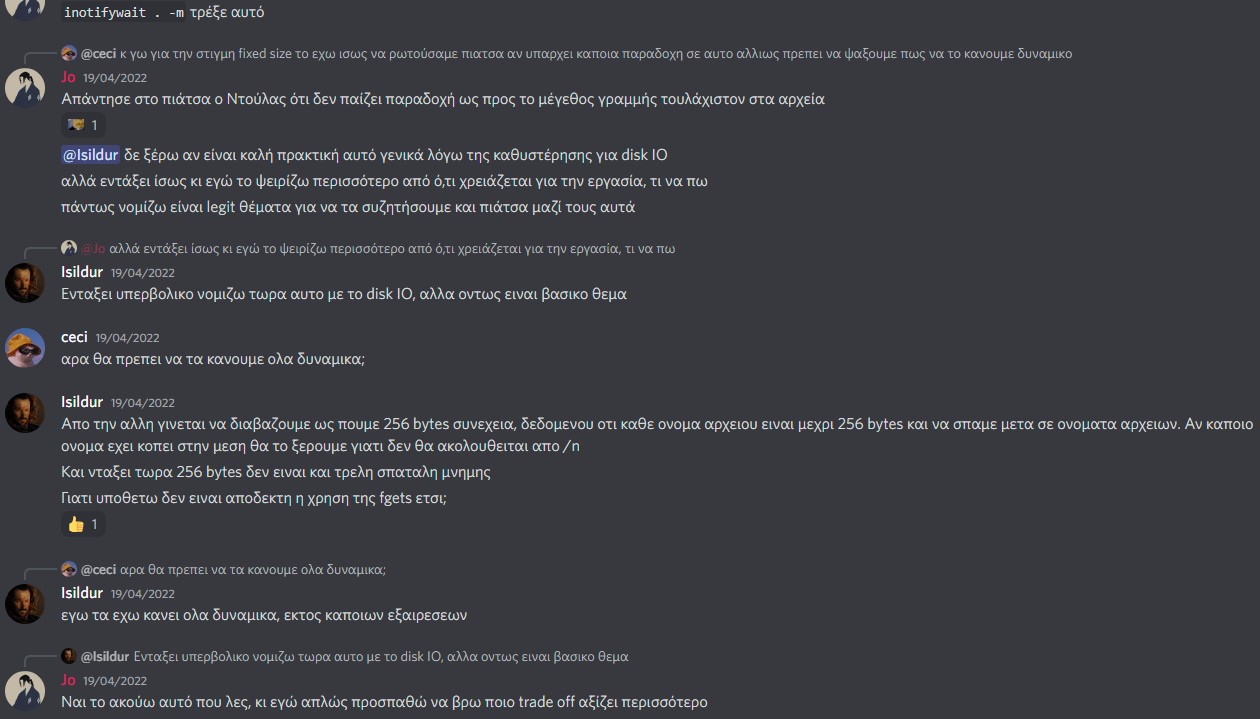 inotifywait . -m τρέξε αυτό
@ceci κ γω για την στιγμη fixed size το εχω ισως να ρωτούσαμε πιατσα αν υπαρχει καποια παραδοχη σε αυτο αλλιως πρεπει να ψαξουμε πως να το κανουμε δυναμικο
Jo 19/04/2022
Απάντησε στο πιάτσα ο Ντούλας ότι δεν παίζει παραδοχή ως προς το μέγεθος γραμμής τουλάχιστον στα αρχεία
1
@Isildur δε ξέρω αν είναι καλή πρακτική αυτό γενικά λόγω της καθυστέρησης για disk IO
αλλά εντάξει ίσως κι εγώ το ψειρίζω περισσότερο από ό,τι χρειάζεται για την εργασία, τι να πω
πάντως νομίζω είναι legit θέματα για να τα συζητήσουμε και πιάτσα μαζί τους αυτά
@Jo αλλά εντάξει ίσως κι εγώ το ψειρίζω περισσότερο από ό,τι χρειάζεται για την εργασία, τι να πω
Isildur 19/04/2022
Ενταξει υπερβολικο νομιζω τωρα αυτο με το disk IO, αλλα οντως ειναι βασικο θεμα
ceci 19/04/2022
αρα θα πρεπει να τα κανουμε ολα δυναμικα;
Isildur 19/04/2022
Απο την αλλη γινεται να διαβαζουμε ως πουμε 256 bytes συνεχεια, δεδομενου οτι καθε ονομα αρχειου ειναι μεχρι 256 bytes και να σπαμε μετα σε ονοματα αρχειων. Αν καποιο
ονομα εχει κοπει στην μεση θα το ξερουμε γιατι δεν θα ακολουθειται απο /n
Και νταξει τωρα 256 bytes δεν ειναι και τρελη σπαταλη μνημης
Γιατι υποθετω δεν ειναι αποδεκτη η χρηση της fgets ετσι;
1
@ceci αρα θα πρεπει να τα κανουμε ολα δυναμικα;
Isildur 19/04/2022
εγω τα εχω κανει ολα δυναμικα, εκτος καποιων εξαιρεσεων
@Isildur Ενταξει υπερβολικο νομιζω τωρα αυτο με το disk IO, αλλα οντως ειναι βασικο θεμα
Jo 19/04/2022
Ναι το ακούω αυτό που λες, κι εγώ απλώς προσπαθώ να βρω ποιο trade off αξίζει περισσότερο